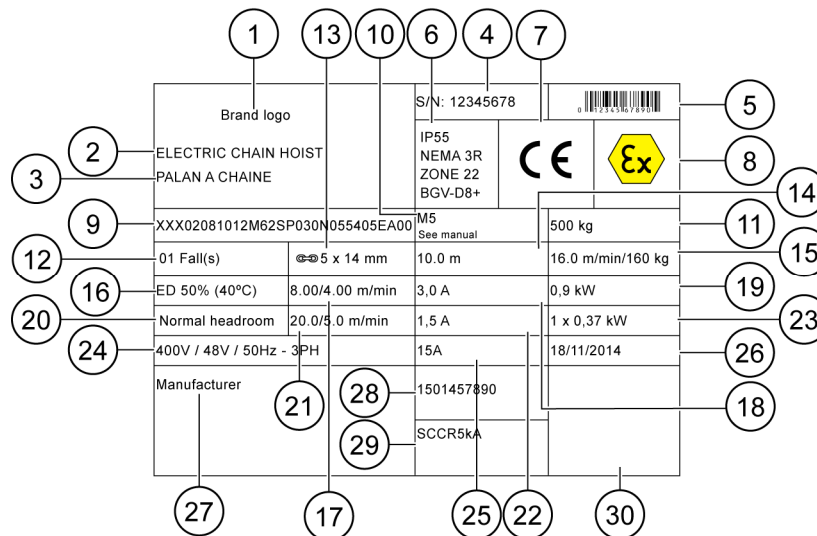 1 13 10 6 4 7
S/N: 12345678
0 12345 67890
5
Brand logo
IP55
NEMA 3R
ZONE 22
BGV-D8+
CE
Ex
8
2 ELECTRIC CHAIN HOIST
3 PALAN A CHAINE
14
9 XXX02081012M62SP030N055405EA00 M5 500 kg 11
See manual
12 01 Fall(s) 5 x 14 mm 10.0 m 16.0 m/min/160 kg 15
16 ED 50% (40ºC) 8.00/4.00 m/min 3,0 A 0,9 kW 19
20 Normal headroom 20.0/5.0 m/min 1,5 A 1 x 0,37 kW 23
24 400V / 48V / 50Hz - 3PH 15A 18/11/2014 26
Manufacturer 21 28 1501457890 18
29 SCCR5kA
27 17 25 22 30